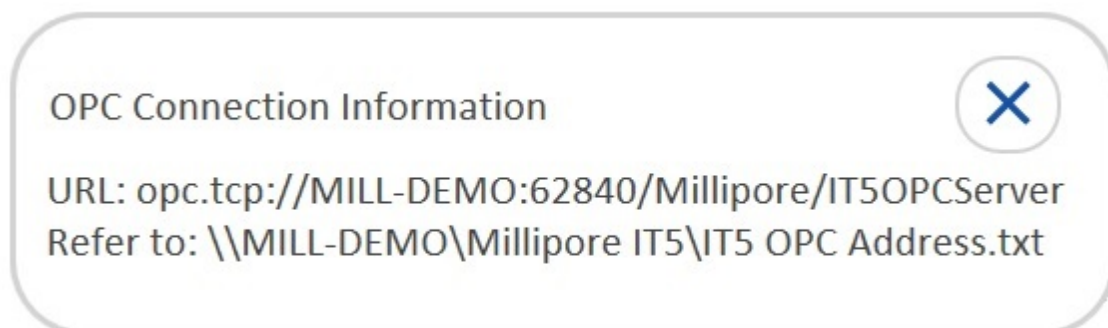 OPC Connection Information
URL: opc.tcp://MILL-DEMO:62840/Millipore/IT5OPCServer
Refer to: \\MILL-DEMO\Millipore IT5\IT5 OPC Address.txt